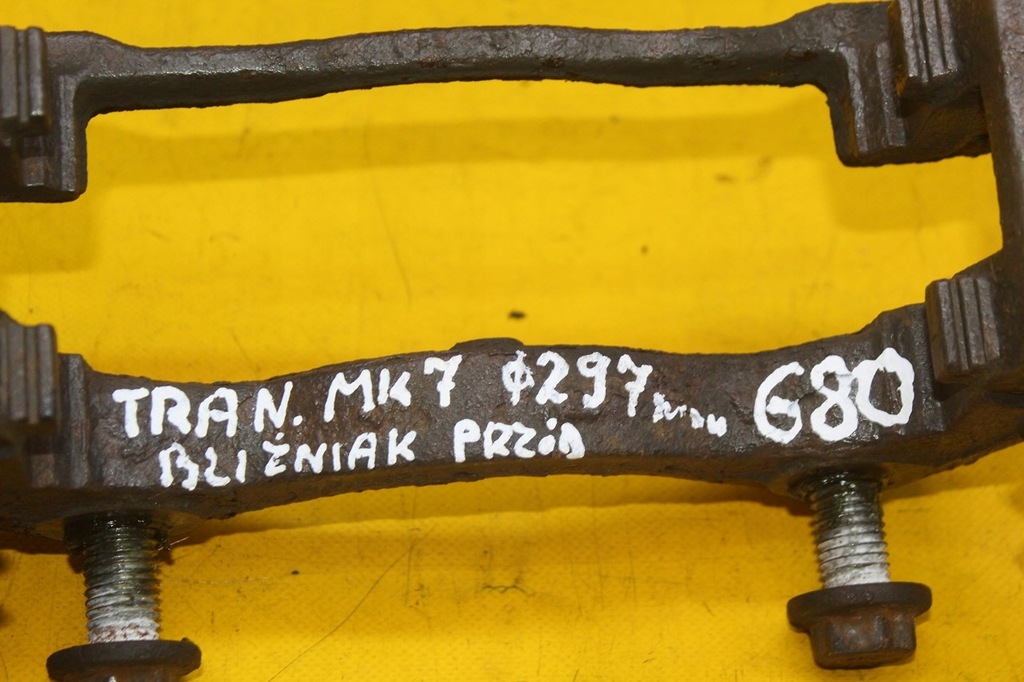 TRAN. MK7 ϕ297mm G80
BLIŹNIAK PRZÓD